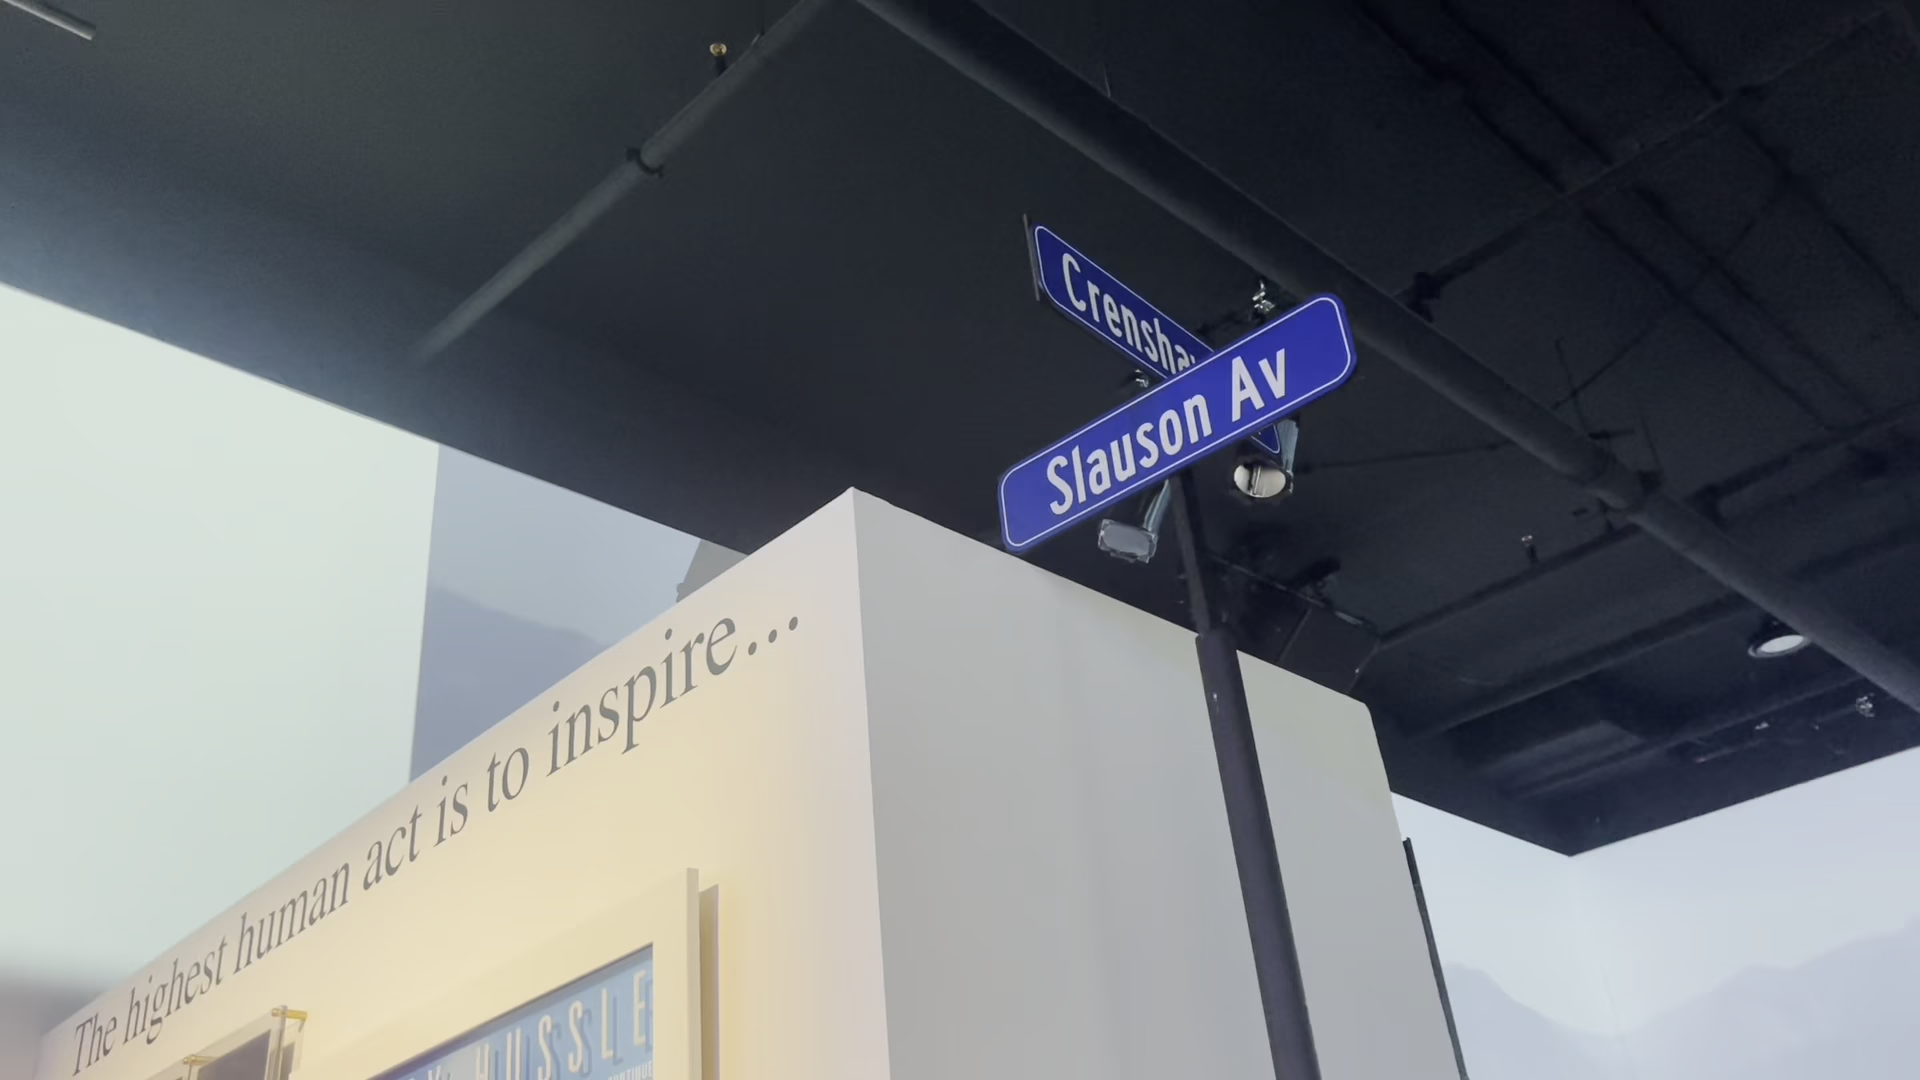 Crensha
Slauson Av
The highest human act is to inspire...
HUSSLE